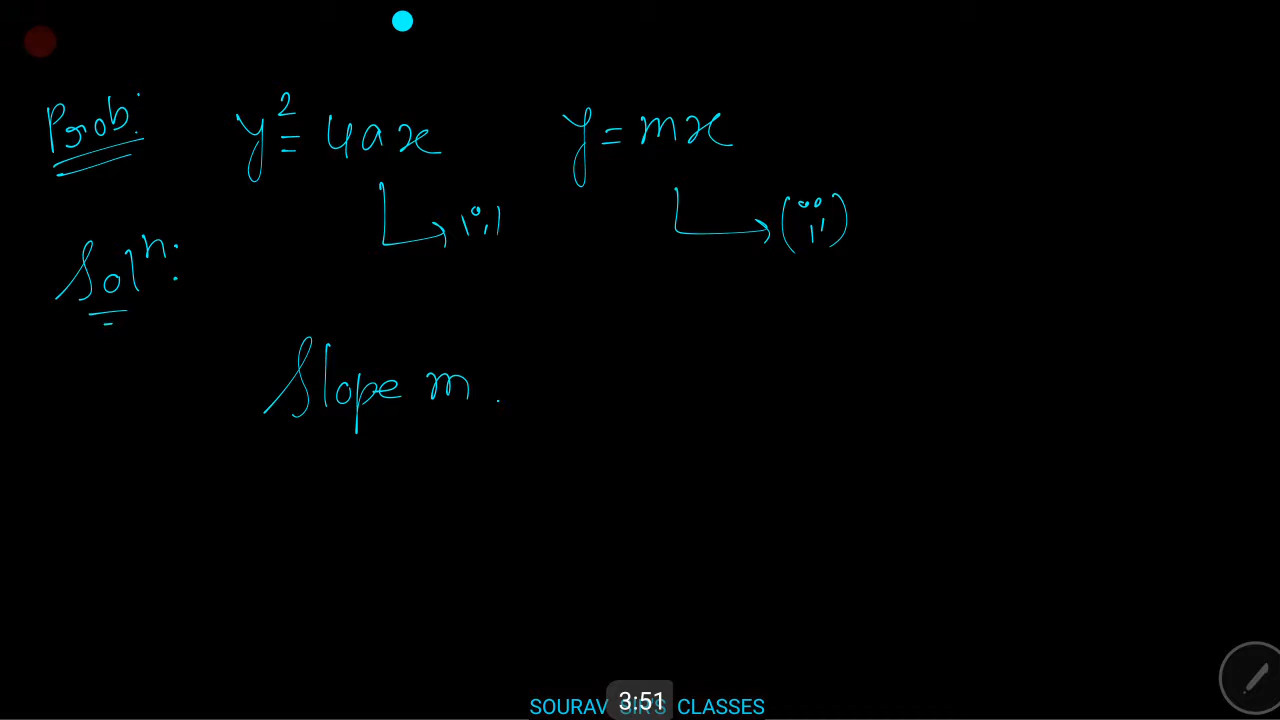 Prob: y² = 4ax y = mx
Solⁿ:
Slope m.
3:51
SOURAV SIR'S CLASSES